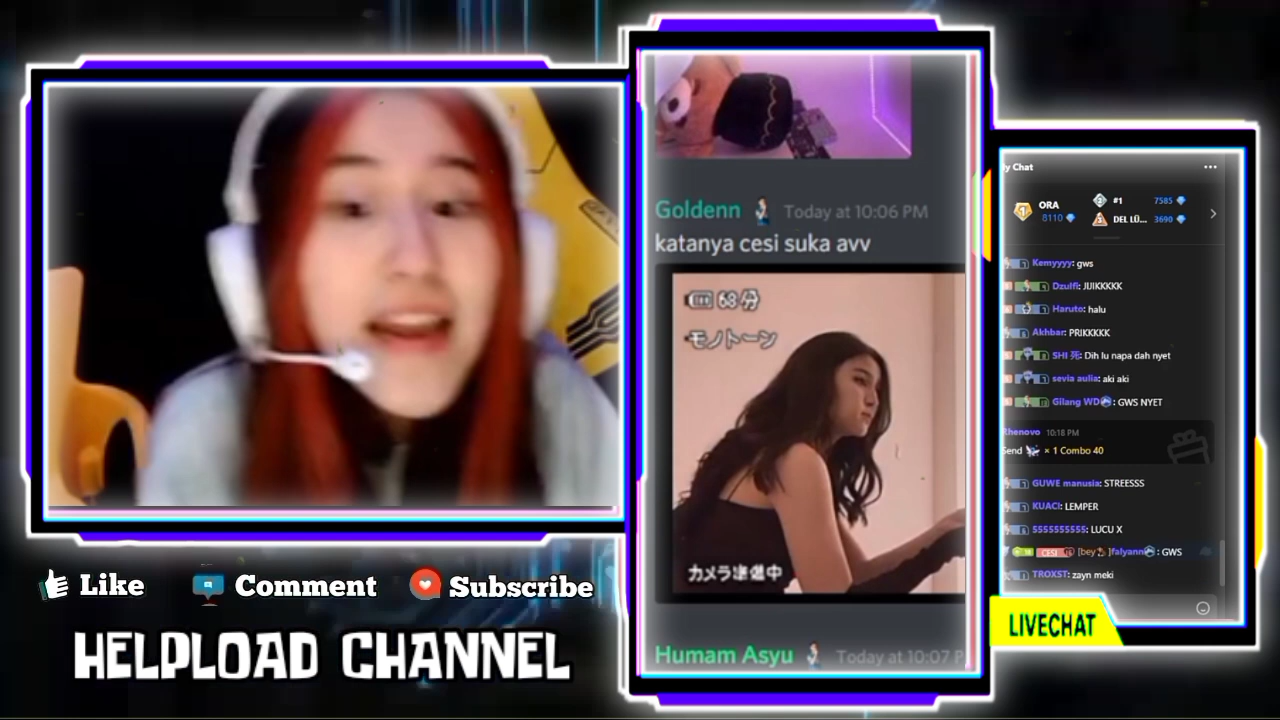 Goldenn Today at 10:06 PM
katanya cesi suka avv
68分
モノトーン
カメラ準備中
Humam Asyu Today at 10:07 P
y Chat
ORA
8110
#1 7585
DEL LÜ... 3690
Kemyyyy: gws
Dzulfi: JIJIKKKKK
Haruto: halu
Akhbar: PRIKKKKK
SHI 死: Dih lu napa dah nyet
sevia aulia: aki aki
Gilang WD: GWS NYET
Rhenovo 10:18 PM
Send × 1 Combo 40
GUWE manusia: STREESSS
KUACI: LEMPER
5555555555: LUCU X
CESI [bey]falyann: GWS
TROXST: zayn meki
LIVECHAT
Like Comment Subscribe
HELPLOAD CHANNEL